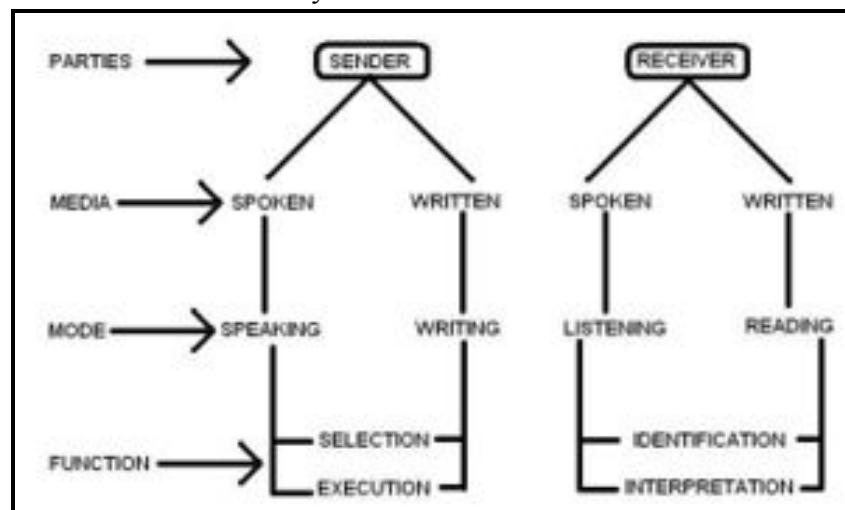 PARTIES SENDER RECEIVER
MEDIA SPOKEN WRITTEN SPOKEN WRITTEN
MODE SPEAKING WRITING LISTENING READING
SELECTION IDENTIFICATION
FUNCTION
EXECUTION INTERPRETATION